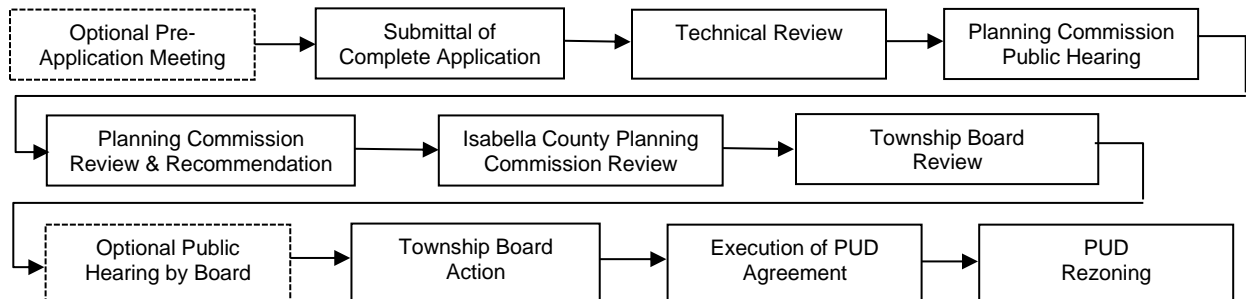 Optional Pre-
Application Meeting
Submittal of
Complete Application
Technical Review
Planning Commission
Public Hearing
Planning Commission
Review & Recommendation
Isabella County Planning
Commission Review
Township Board
Review
Optional Public
Hearing by Board
Township Board
Action
Execution of PUD
Agreement
PUD
Rezoning